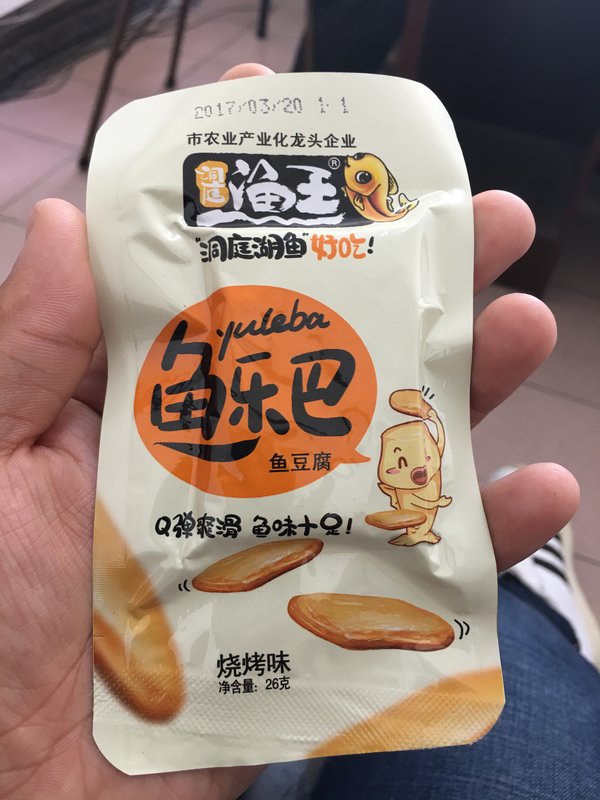 2017/03/20 1 1
市农业产业化龙头企业
洞庭渔王®
"洞庭湖鱼"好吃!
yuleba
鱼乐巴
鱼豆腐
Q弹爽滑 鱼味十足!
烧烤味
净含量: 26克